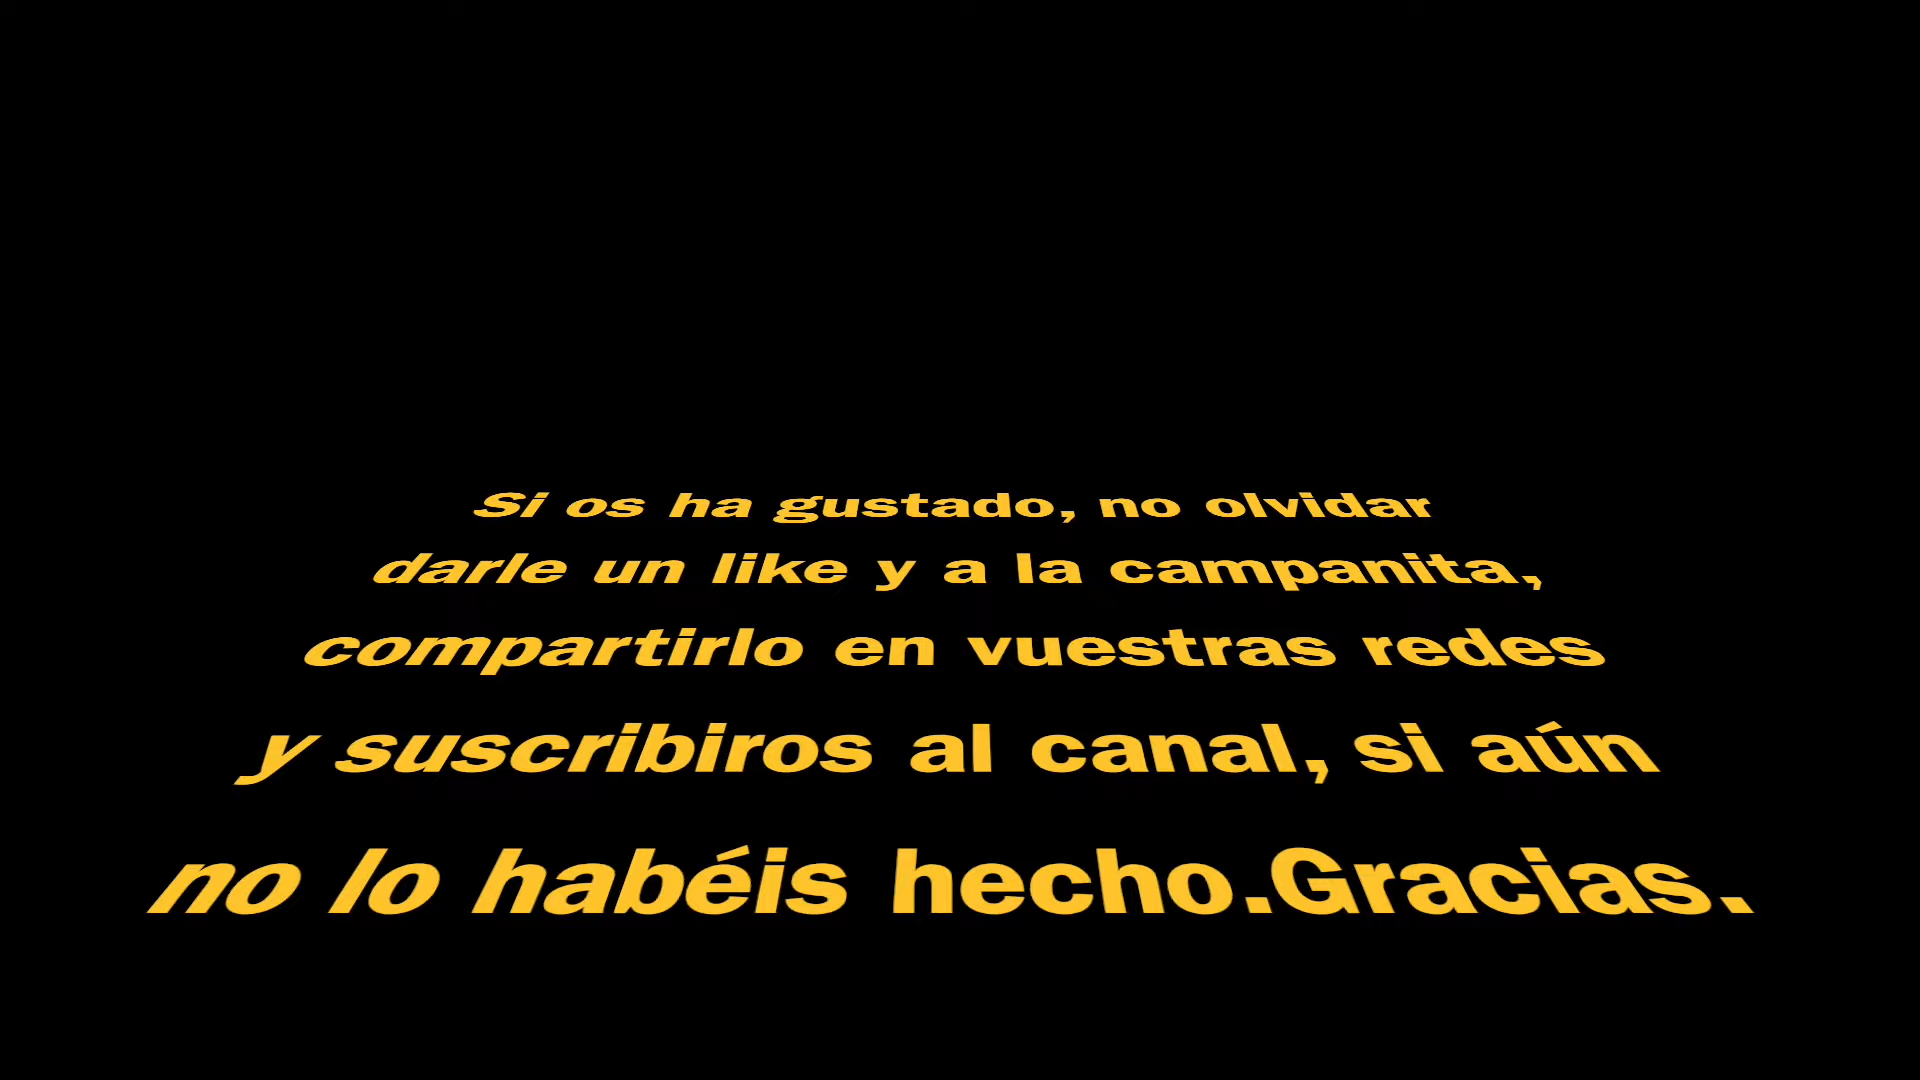 Si os ha gustado, no olvidar
darle un like y a la campanita,
compartirlo en vuestras redes
y suscribiros al canal, si aún
no lo habéis hecho.Gracias.